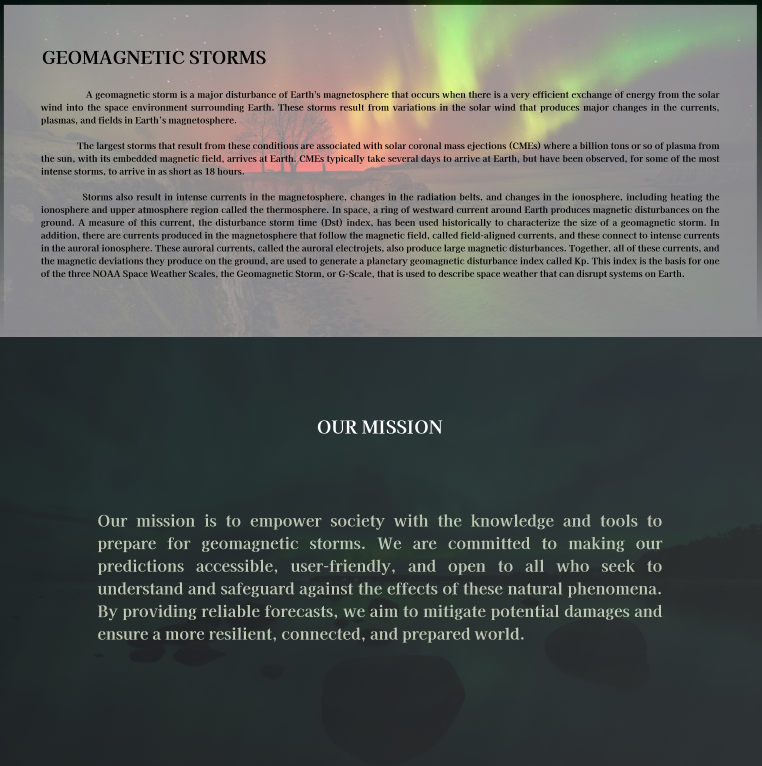 GEOMAGNETIC STORMS
A geomagnetic storm is a major disturbance of Earth's magnetosphere that occurs when there is a very efficient exchange of energy from the solar
wind into the space environment surrounding Earth. These storms result from variations in the solar wind that produces major changes in the currents,
plasmas, and fields in Earth's magnetosphere.
The largest storms that result from these conditions are associated with solar coronal mass ejections (CMEs) where a billion tons or so of plasma from
the sun, with its embedded magnetic field, arrives at Earth. CMEs typically take several days to arrive at Earth, but have been observed, for some of the most
intense storms, to arrive in as short as 18 hours.
Storms also result in intense currents in the magnetosphere, changes in the radiation belts, and changes in the ionosphere, including heating the
ionosphere and upper atmosphere region called the thermosphere. In space, a ring of westward current around Earth produces magnetic disturbances on the
ground. A measure of this current, the disturbance storm time (Dst) index, has been used historically to characterize the size of a geomagnetic storm. In
addition, there are currents produced in the magnetosphere that follow the magnetic field, called field-aligned currents, and these connect to intense currents
in the auroral ionosphere. These auroral currents, called the auroral electrojets, also produce large magnetic disturbances. Together, all of these currents, and
the magnetic deviations they produce on the ground, are used to generate a planetary geomagnetic disturbance index called Kp. This index is the basis for one
of the three NOAA Space Weather Scales, the Geomagnetic Storm, or G-Scale, that is used to describe space weather that can disrupt systems on Earth.
OUR MISSION
Our mission is to empower society with the knowledge and tools to
prepare for geomagnetic storms. We are committed to making our
predictions accessible, user-friendly, and open to all who seek to
understand and safeguard against the effects of these natural phenomena.
By providing reliable forecasts, we aim to mitigate potential damages and
ensure a more resilient, connected, and prepared world.